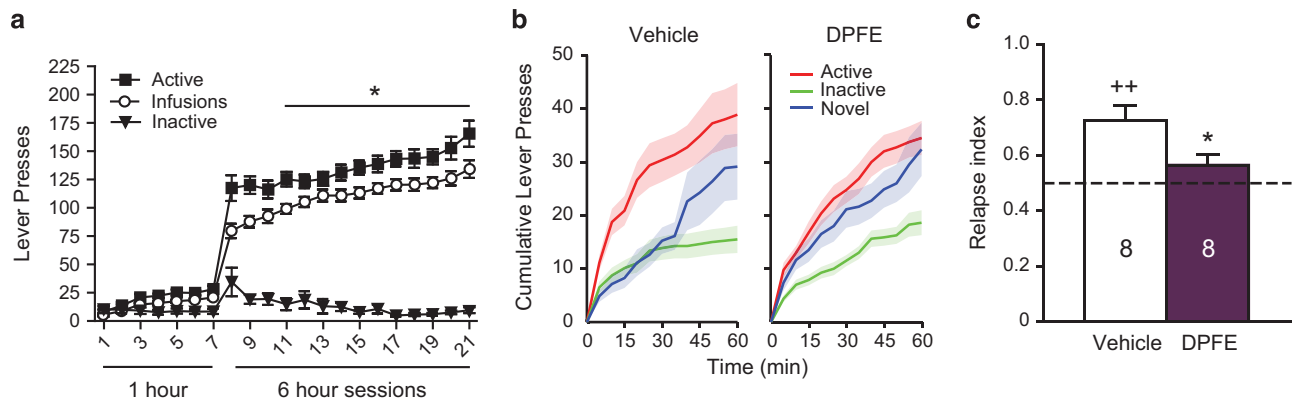 a
Lever Presses
225
200
175
150
125
100
75
50
25
0
Active
Infusions
Inactive
*
1 3 5 7 9 11 13 15 17 19 21
1 hour
6 hour sessions
b
Vehicle
DPFE
Cumulative Lever Presses
50
40
30
20
10
0
Active
Inactive
Novel
0 15 30 45 60
0 15 30 45 60
Time (min)
c
Relapse index
1.0
0.8
0.6
0.4
0.2
0
++
*
8
8
Vehicle
DPFE